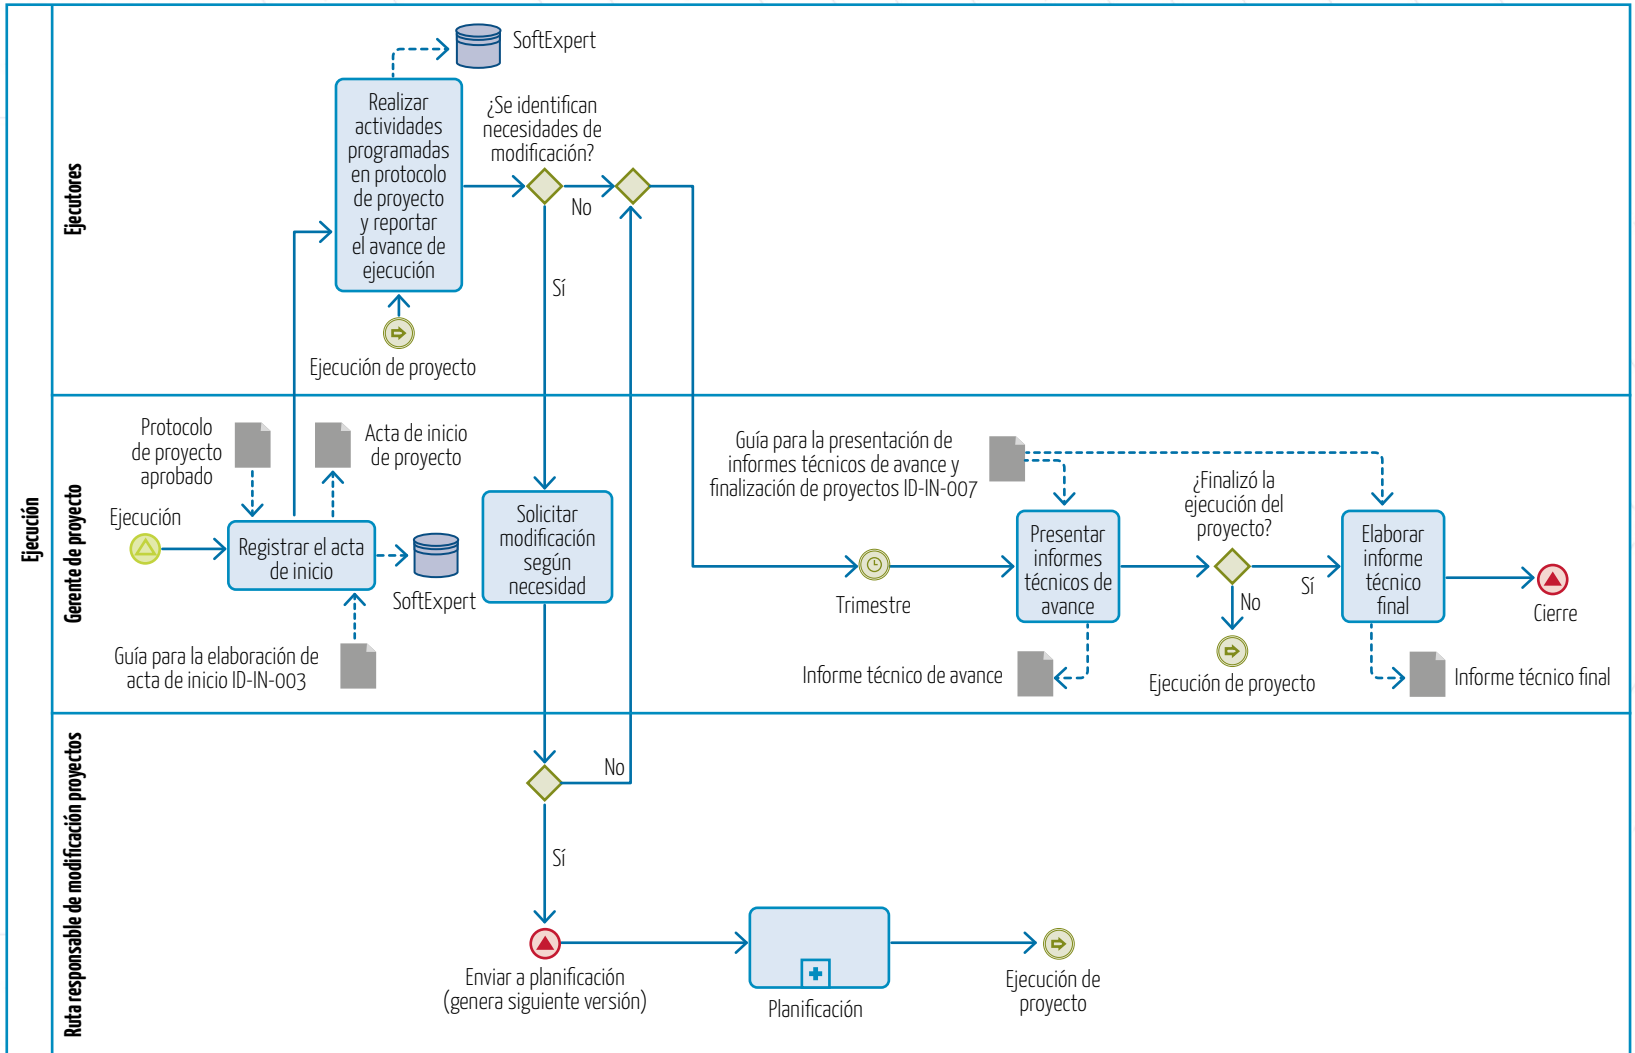 Ejecución
Ejecutores
SoftExpert
Realizar
actividades
programadas
en protocolo
de proyecto
y reportar
el avance de
ejecución
¿Se identifican
necesidades de
modificación?
No
Sí
Ejecución de proyecto
Gerente de proyecto
Protocolo
de proyecto
aprobado
Acta de inicio
de proyecto
Ejecución
Registrar el acta
de inicio
SoftExpert
Guía para la elaboración de
acta de inicio ID-IN-003
Solicitar
modificación
según
necesidad
Guía para la presentación de
informes técnicos de avance y
finalización de proyectos ID-IN-007
Trimestre
Presentar
informes
técnicos de
avance
Informe técnico de avance
¿Finalizó la
ejecución del
proyecto?
Sí
No
Ejecución de proyecto
Elaborar
informe
técnico
final
Informe técnico final
Cierre
Ruta responsable de modificación proyectos
No
Sí
Enviar a planificación
(genera siguiente versión)
Planificación
Ejecución de
proyecto